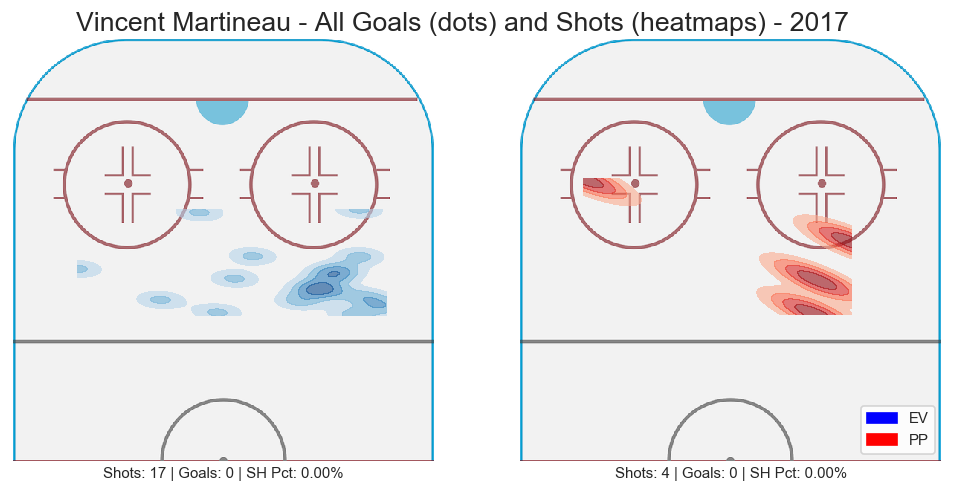 Vincent Martineau - All Goals (dots) and Shots (heatmaps) - 2017
EV
PP
Shots: 17 | Goals: 0 | SH Pct: 0.00%
Shots: 4 | Goals: 0 | SH Pct: 0.00%